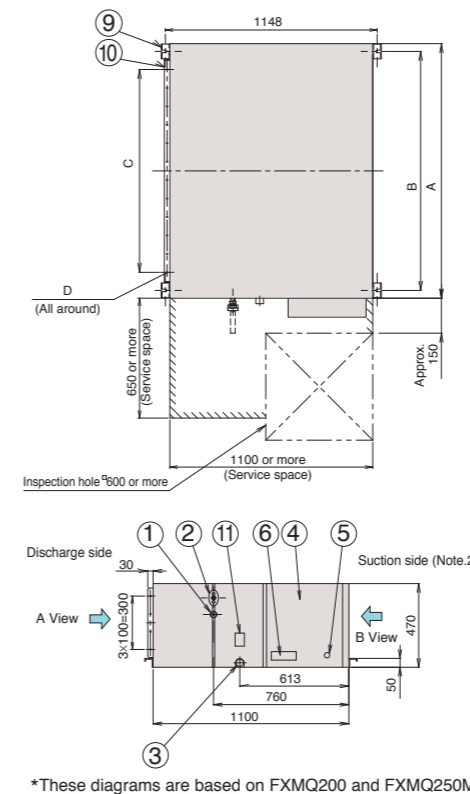 1148
⑨
⑩
C
B
A
D
(All around)
650 or more
(Service space)
Approx.
150
1100 or more
(Service space)
Inspection hole □600 or more
① ② ⑪ ⑥ ④ ⑤
Discharge side
Suction side (Note.2
30
A View
B View
3×100=300
470
50
613
760
1100
③
*These diagrams are based on FXMQ200 and FXMQ250M